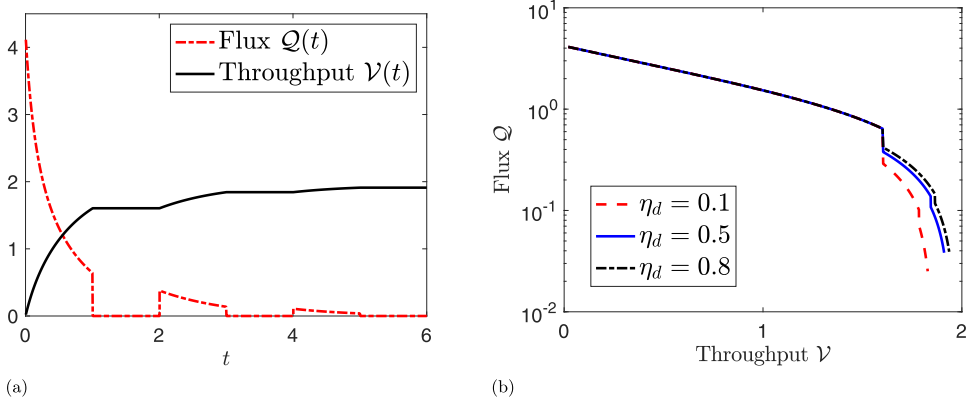 Flux 𝒬(t)
Throughput 𝒱(t)
4
3
2
1
0
0 2 4 6
t
(a)
Flux 𝒬
10^1
10^0
10^-1
10^-2
η_d = 0.1
η_d = 0.5
η_d = 0.8
0 1 2
Throughput 𝒱
(b)